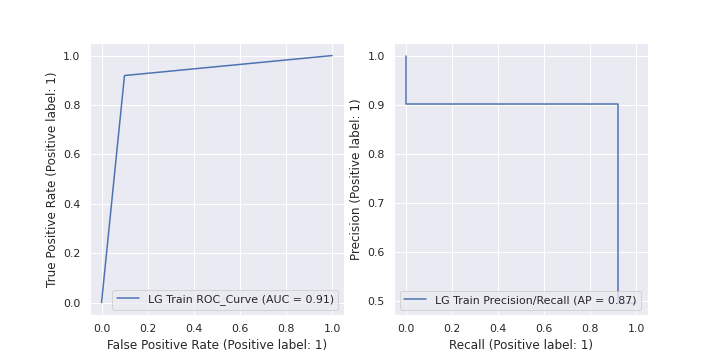 True Positive Rate (Positive label: 1)
1.0
0.8
0.6
0.4
0.2
0.0
LG Train ROC_Curve (AUC = 0.91)
0.0 0.2 0.4 0.6 0.8 1.0
False Positive Rate (Positive label: 1)
Precision (Positive label: 1)
1.0
0.9
0.8
0.7
0.6
0.5
LG Train Precision/Recall (AP = 0.87)
0.0 0.2 0.4 0.6 0.8 1.0
Recall (Positive label: 1)